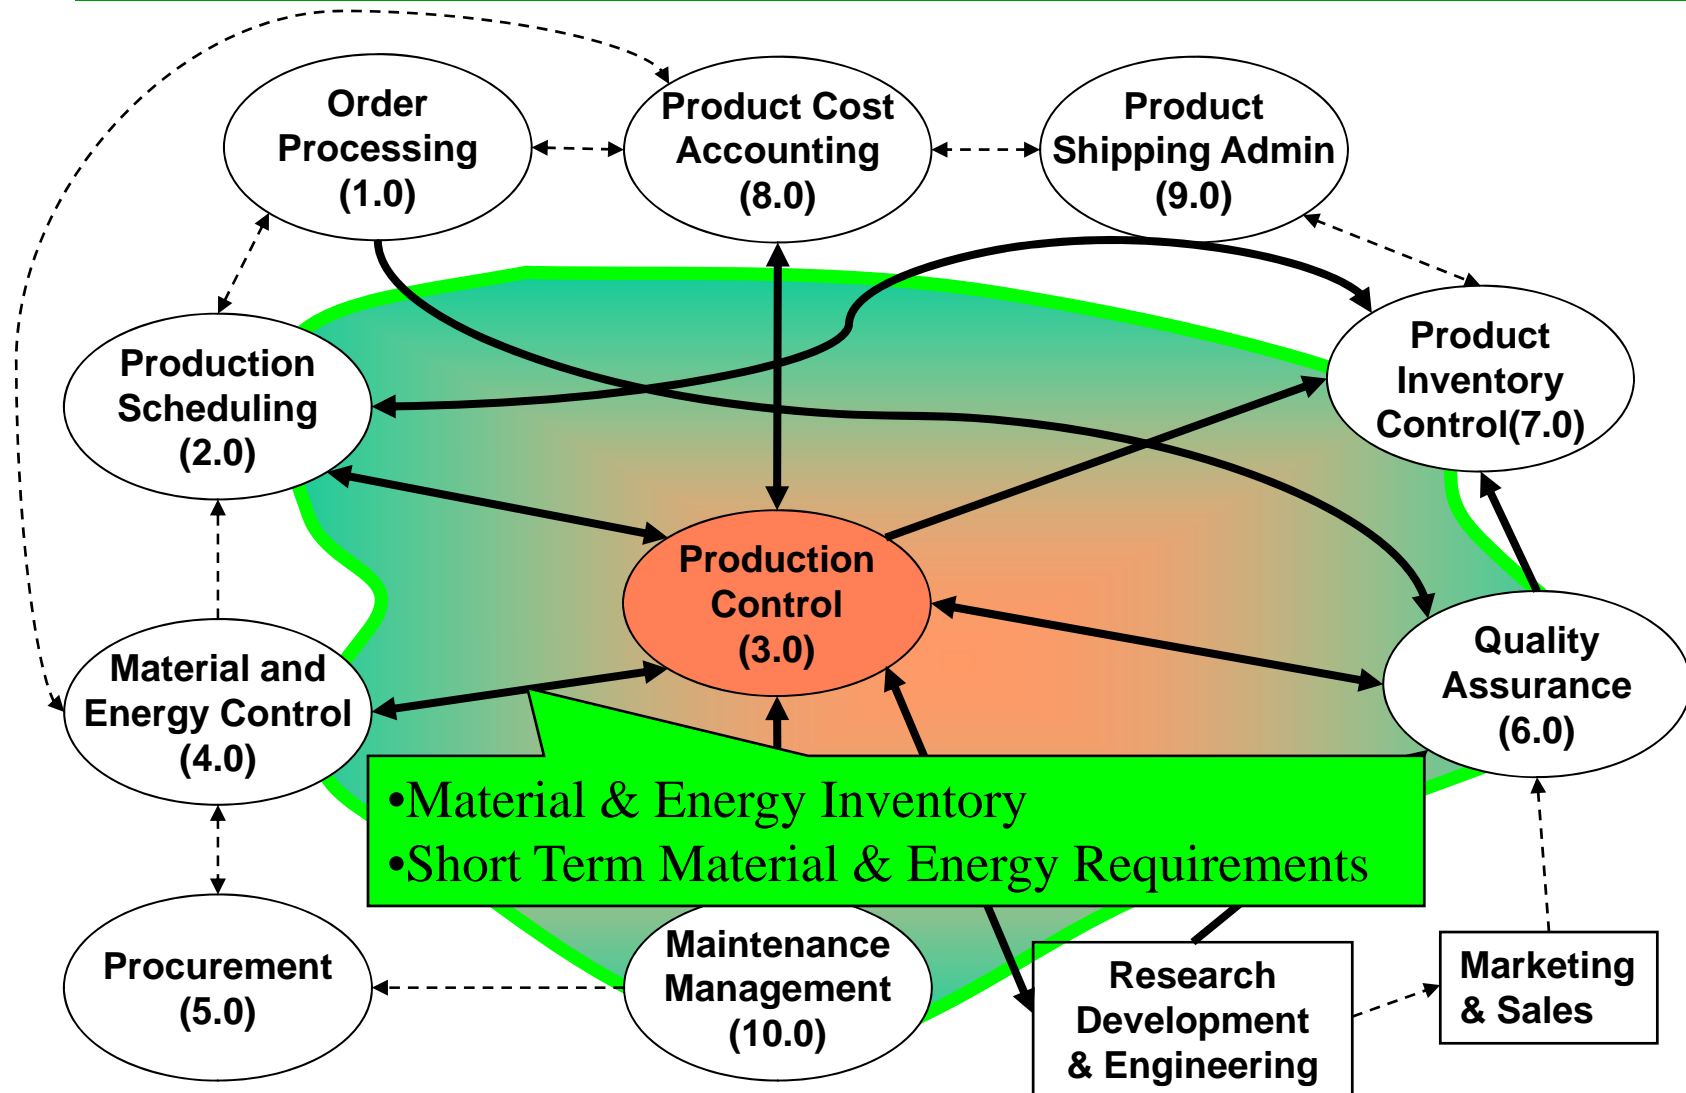 Order
Processing
(1.0)
Product Cost
Accounting
(8.0)
Product
Shipping Admin
(9.0)
Production
Scheduling
(2.0)
Product
Inventory
Control(7.0)
Production
Control
(3.0)
Material and
Energy Control
(4.0)
Quality
Assurance
(6.0)
•Material & Energy Inventory
•Short Term Material & Energy Requirements
Procurement
(5.0)
Maintenance
Management
(10.0)
Research
Development
& Engineering
Marketing
& Sales